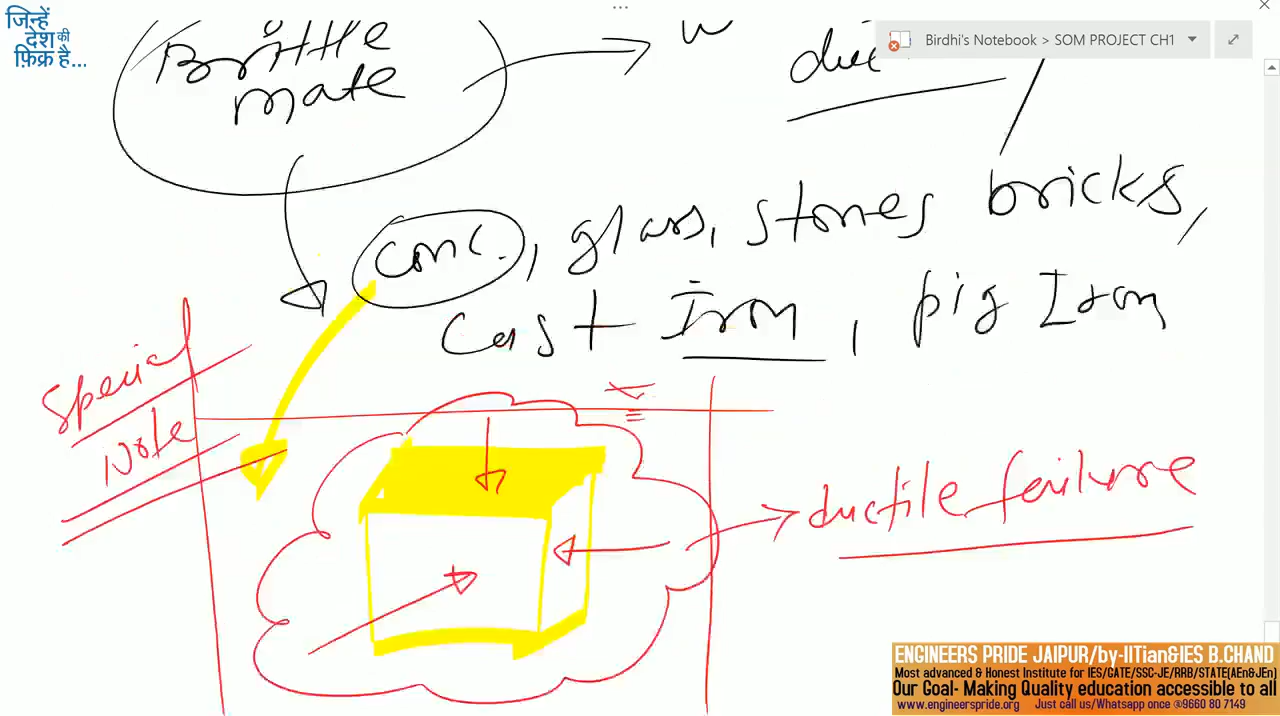 जिन्हें
देश की
फ़िक्र है...
Birdhi's Notebook > SOM PROJECT CH1
Brittle
mate
conc., glass, stones bricks,
Cast Iron, pig Iron
Special
Note
ductile failure
ENGINEERS PRIDE JAIPUR/by-IITian&IES B.CHAND
Most advanced & Honest Institute for IES/GATE/SSC-JE/RRB/STATE(AEn&JEn)
Our Goal- Making Quality education accessible to all
www.engineerspride.org Just call us/Whatsapp once @9660 80 7149